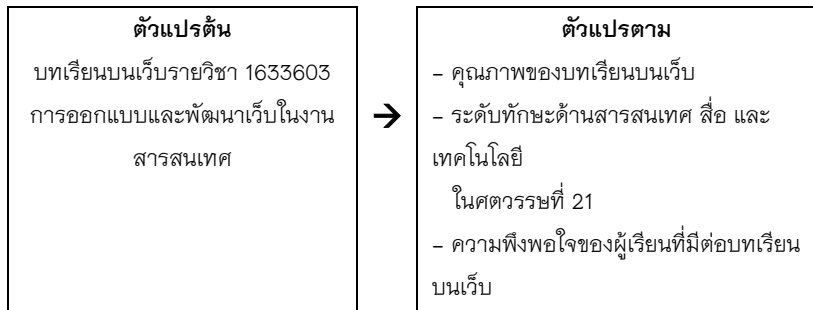 ตัวแปรต้น
บทเรียนบนเว็บรายวิชา 1633603
การออกแบบและพัฒนาเว็บในงาน
สารสนเทศ
→
ตัวแปรตาม
- คุณภาพของบทเรียนบนเว็บ
- ระดับทักษะด้านสารสนเทศ สื่อ และ
เทคโนโลยี
ในศตวรรษที่ 21
- ความพึงพอใจของผู้เรียนที่มีต่อบทเรียน
บนเว็บ